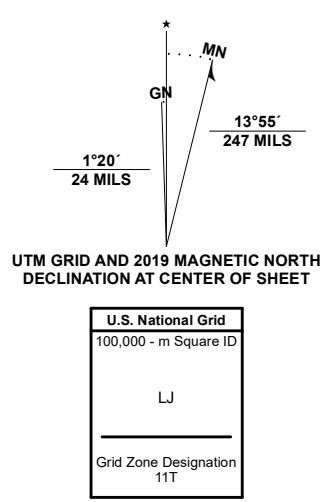 ★
MN
GN
13°55´
247 MILS
1°20´
24 MILS
UTM GRID AND 2019 MAGNETIC NORTH
DECLINATION AT CENTER OF SHEET
U.S. National Grid
100,000 - m Square ID
LJ
Grid Zone Designation
11T